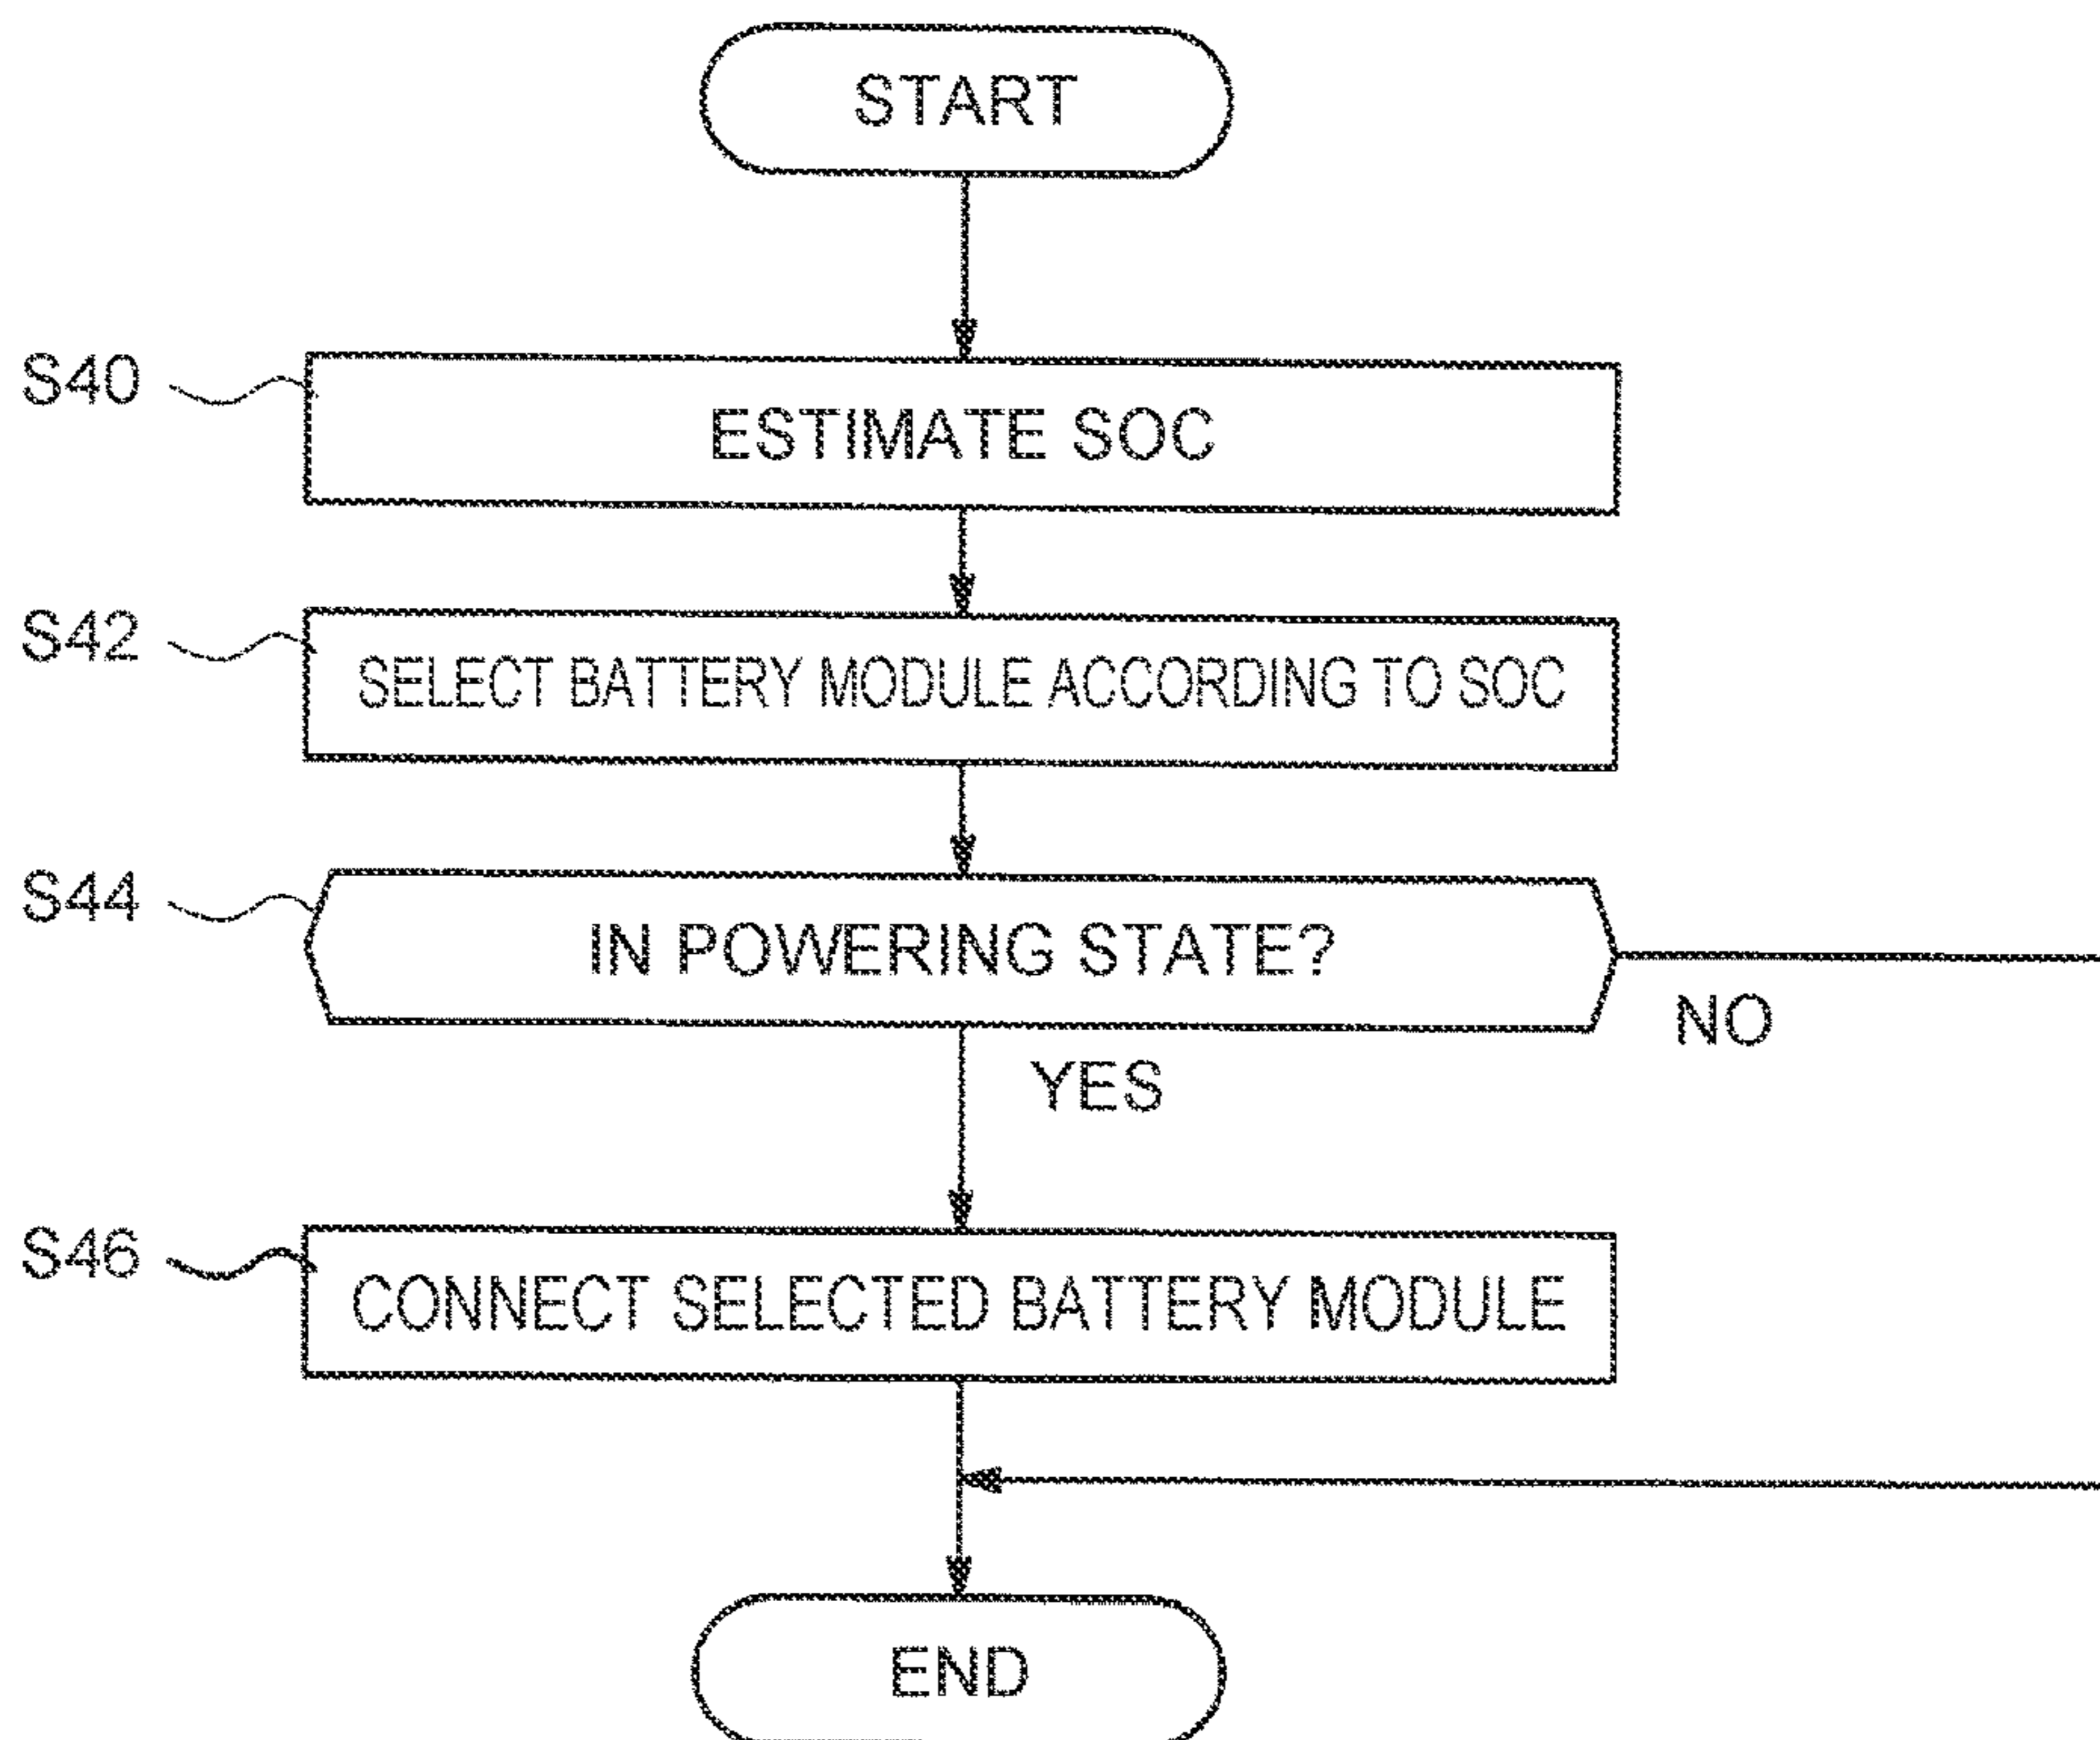 START
S40
ESTIMATE SOC
S42
SELECT BATTERY MODULE ACCORDING TO SOC
S44
IN POWERING STATE?
NO
YES
S46
CONNECT SELECTED BATTERY MODULE
END